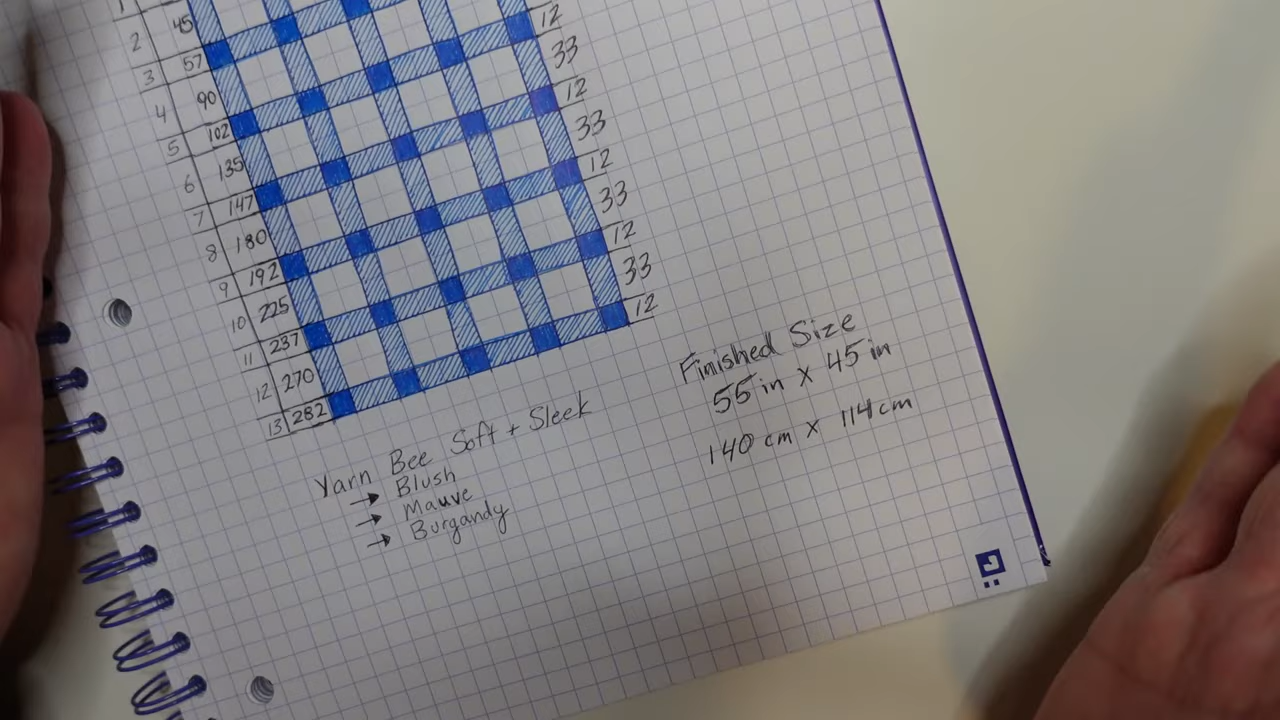 1
2 45 12
3 57 33
4 90 12
5 102 33
6 135 12
7 147 33
8 180 12
9 192 33
10 225 12
11 237
12 270
13 282
Finished Size
55 in x 45 in
140 cm x 114 cm
Yarn Bee Soft + Sleek
→ Blush
→ Mauve
→ Burgandy